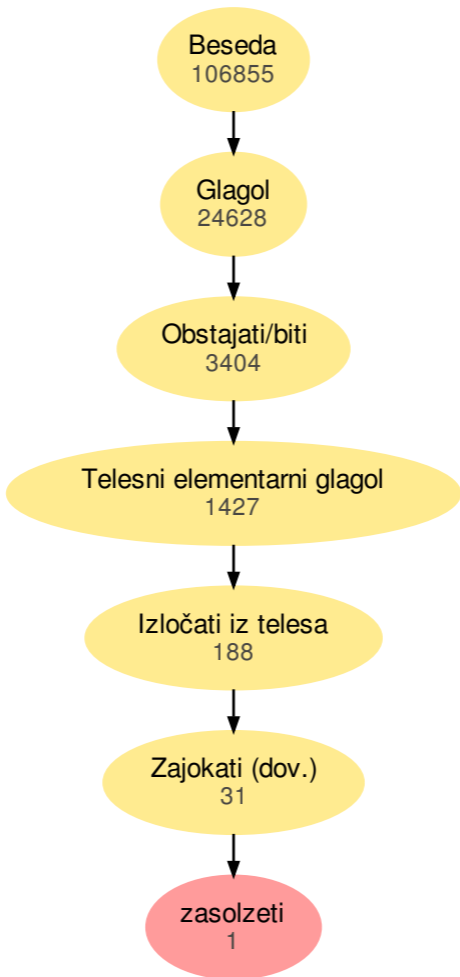 Beseda
106855
Glagol
24628
Obstajati/biti
3404
Telesni elementarni glagol
1427
Izločati iz telesa
188
Zajokati (dov.)
31
zasolzeti
1